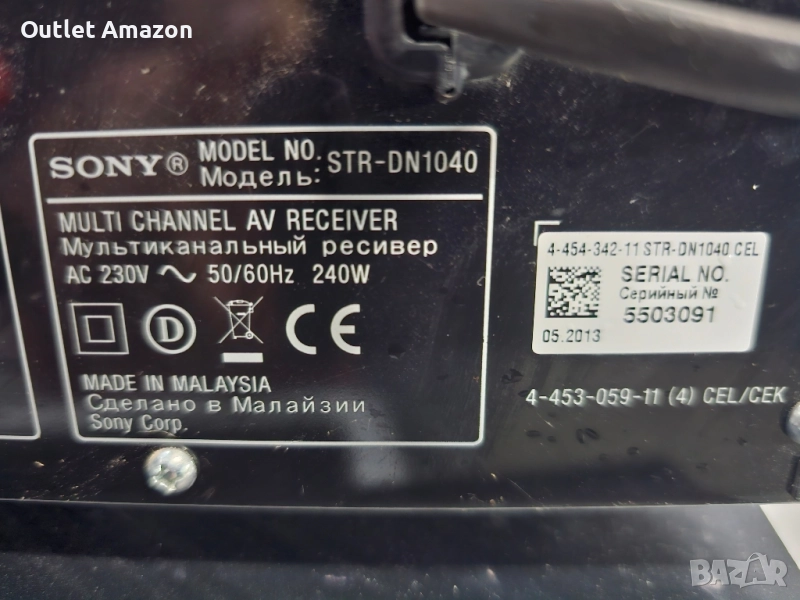 Outlet Amazon
SONY® MODEL NO. STR-DN1040
Модель:
MULTI CHANNEL AV RECEIVER
Мультиканальный ресивер
AC 230V ~ 50/60Hz 240W
D CE
MADE IN MALAYSIA
Сделано в Малайзии
Sony Corp.
4-454-342-11 STR-DN1040 CEL
SERIAL NO.
Серийный №
5503091
05.2013
4-453-059-11 (4) CEL/CEK
BAZAR